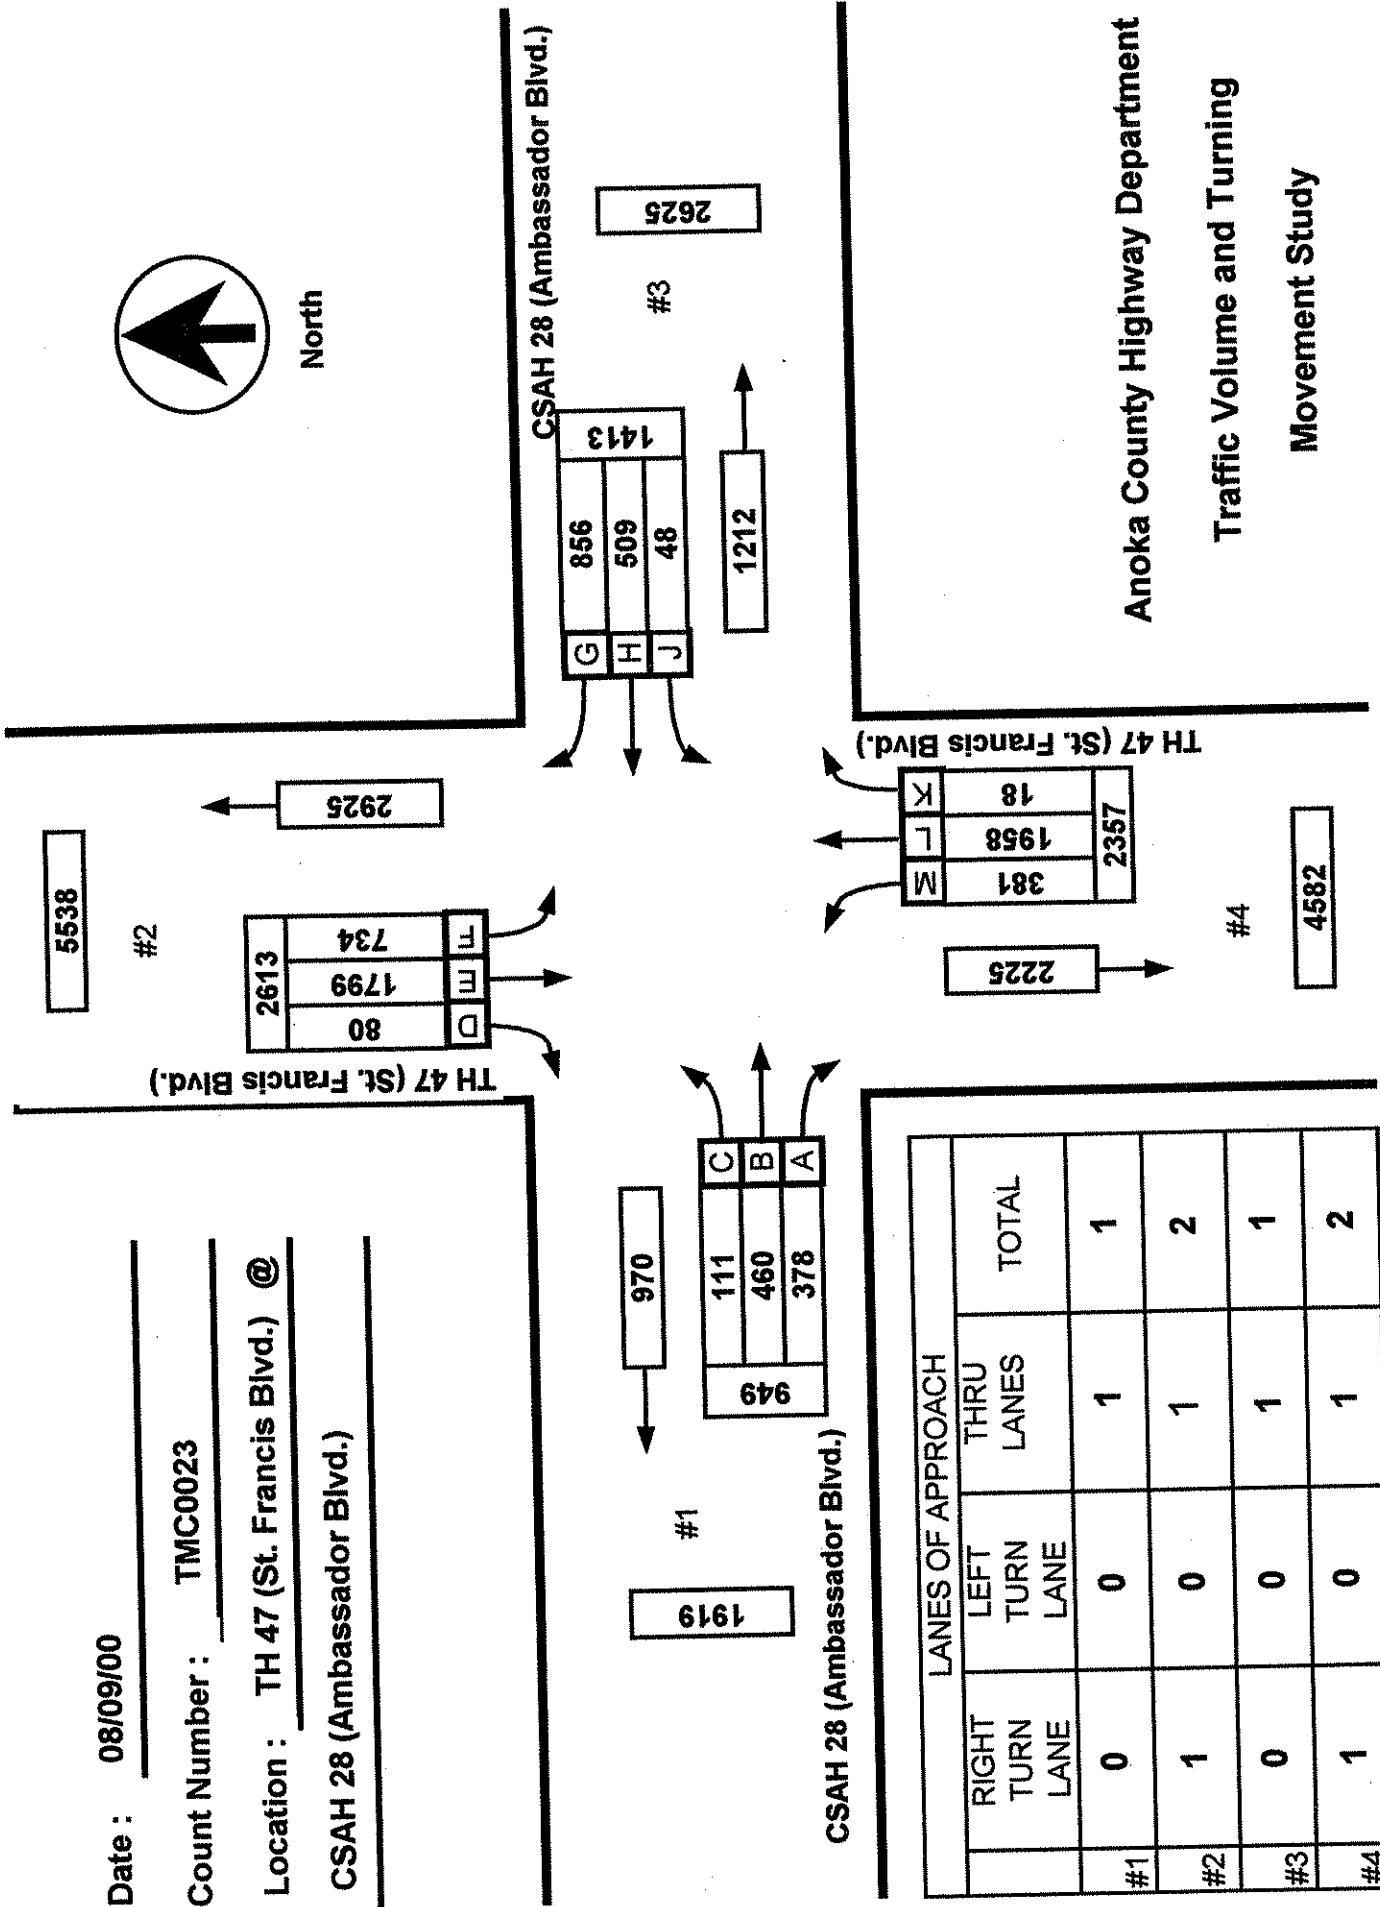 Date : 08/09/00
Count Number : TMC0023
Location : TH 47 (St. Francis Blvd.) @
CSAH 28 (Ambassador Blvd.)
North
5538
#2
2925
2613
80 1799 734
D E F
TH 47 (St. Francis Blvd.)
CSAH 28 (Ambassador Blvd.)
970
#1
1919
949
111 C
460 B
378 A
CSAH 28 (Ambassador Blvd.)
G 856
H 509
J 48
1413
#3
2625
1212
TH 47 (St. Francis Blvd.)
M L K
381 1958 18
2357
2225
#4
4582
LANES OF APPROACH
RIGHT TURN LANE LEFT TURN LANE THRU LANES TOTAL
#1 0 0 1 1
#2 1 0 1 2
#3 0 0 1 1
#4 1 0 1 2
Anoka County Highway Department
Traffic Volume and Turning
Movement Study